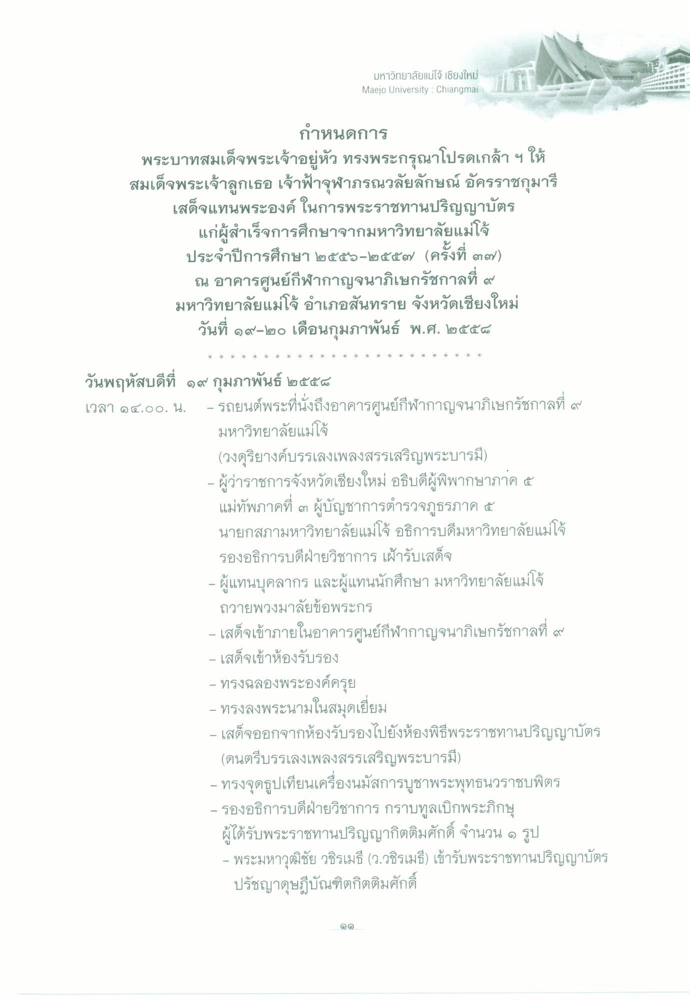 มหาวิทยาลัยแม่โจ้ เชียงใหม่
Maejo University : Chiangmai
กำหนดการ
พระบาทสมเด็จพระเจ้าอยู่หัว ทรงพระกรุณาโปรดเกล้า ฯ ให้
สมเด็จพระเจ้าลูกเธอ เจ้าฟ้าจุฬาภรณวลัยลักษณ์ อัครราชกุมารี
เสด็จแทนพระองค์ ในการพระราชทานปริญญาบัตร
แก่ผู้สำเร็จการศึกษาจากมหาวิทยาลัยแม่โจ้
ประจำปีการศึกษา ๒๕๕๖–๒๕๕๗ (ครั้งที่ ๓๗)
ณ อาคารศูนย์กีฬากาญจนาภิเษกรัชกาลที่ ๙
มหาวิทยาลัยแม่โจ้ อำเภอสันทราย จังหวัดเชียงใหม่
วันที่ ๑๙–๒๐ เดือนกุมภาพันธ์ พ.ศ. ๒๕๕๘
* * * * * * * * * * * * * * * * * * * * * * * * *
วันพฤหัสบดีที่ ๑๙ กุมภาพันธ์ ๒๕๕๘
เวลา ๑๔.๐๐. น. – รถยนต์พระที่นั่งถึงอาคารศูนย์กีฬากาญจนาภิเษกรัชกาลที่ ๙
มหาวิทยาลัยแม่โจ้
(วงดุริยางค์บรรเลงเพลงสรรเสริญพระบารมี)
– ผู้ว่าราชการจังหวัดเชียงใหม่ อธิบดีผู้พิพากษาภาค ๕
แม่ทัพภาคที่ ๓ ผู้บัญชาการตำรวจภูธรภาค ๕
นายกสภามหาวิทยาลัยแม่โจ้ อธิการบดีมหาวิทยาลัยแม่โจ้
รองอธิการบดีฝ่ายวิชาการ เฝ้ารับเสด็จ
– ผู้แทนบุคลากร และผู้แทนนักศึกษา มหาวิทยาลัยแม่โจ้
ถวายพวงมาลัยข้อพระกร
– เสด็จเข้าภายในอาคารศูนย์กีฬากาญจนาภิเษกรัชกาลที่ ๙
– เสด็จเข้าห้องรับรอง
– ทรงฉลองพระองค์ครุย
– ทรงลงพระนามในสมุดเยี่ยม
– เสด็จออกจากห้องรับรองไปยังห้องพิธีพระราชทานปริญญาบัตร
(ดนตรีบรรเลงเพลงสรรเสริญพระบารมี)
– ทรงจุดธูปเทียนเครื่องนมัสการบูชาพระพุทธนวราชบพิตร
– รองอธิการบดีฝ่ายวิชาการ กราบทูลเบิกพระภิกษุ
ผู้ได้รับพระราชทานปริญญากิตติมศักดิ์ จำนวน ๑ รูป
– พระมหาวุฒิชัย วชิรเมธี (ว.วชิรเมธี) เข้ารับพระราชทานปริญญาบัตร
ปรัชญาดุษฎีบัณฑิตกิตติมศักดิ์
๑๑